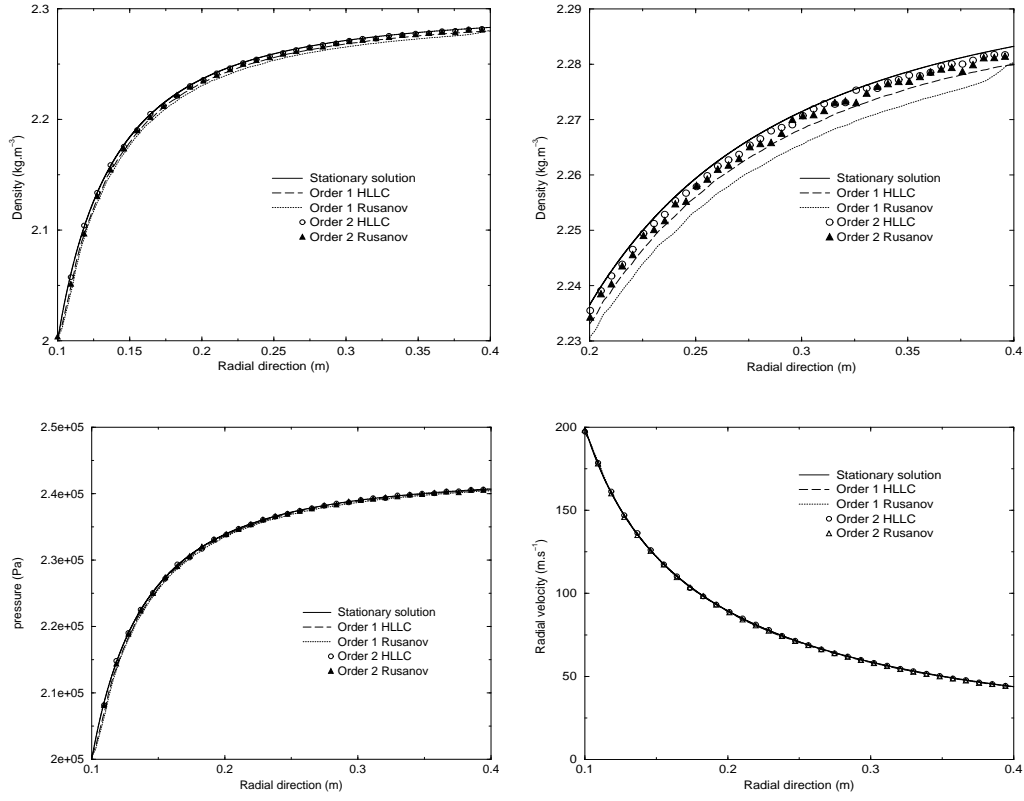 2.3
2.2
2.1
2
Density (kg.m⁻³)
0.1 0.15 0.2 0.25 0.3 0.35 0.4
Radial direction (m)
Stationary solution
Order 1 HLLC
Order 1 Rusanov
Order 2 HLLC
Order 2 Rusanov
2.29
2.28
2.27
2.26
2.25
2.24
2.23
Density (kg.m⁻³)
0.2 0.25 0.3 0.35 0.4
Radial direction (m)
Stationary solution
Order 1 HLLC
Order 1 Rusanov
Order 2 HLLC
Order 2 Rusanov
2.5e+05
2.4e+05
2.3e+05
2.2e+05
2.1e+05
2e+05
pressure (Pa)
0.1 0.2 0.3 0.4
Radial direction (m)
Stationary solution
Order 1 HLLC
Order 1 Rusanov
Order 2 HLLC
Order 2 Rusanov
200
150
100
50
0
Radial velocity (m.s⁻¹)
0.1 0.2 0.3 0.4
Radial direction (m)
Stationary solution
Order 1 HLLC
Order 1 Rusanov
Order 2 HLLC
Order 2 Rusanov